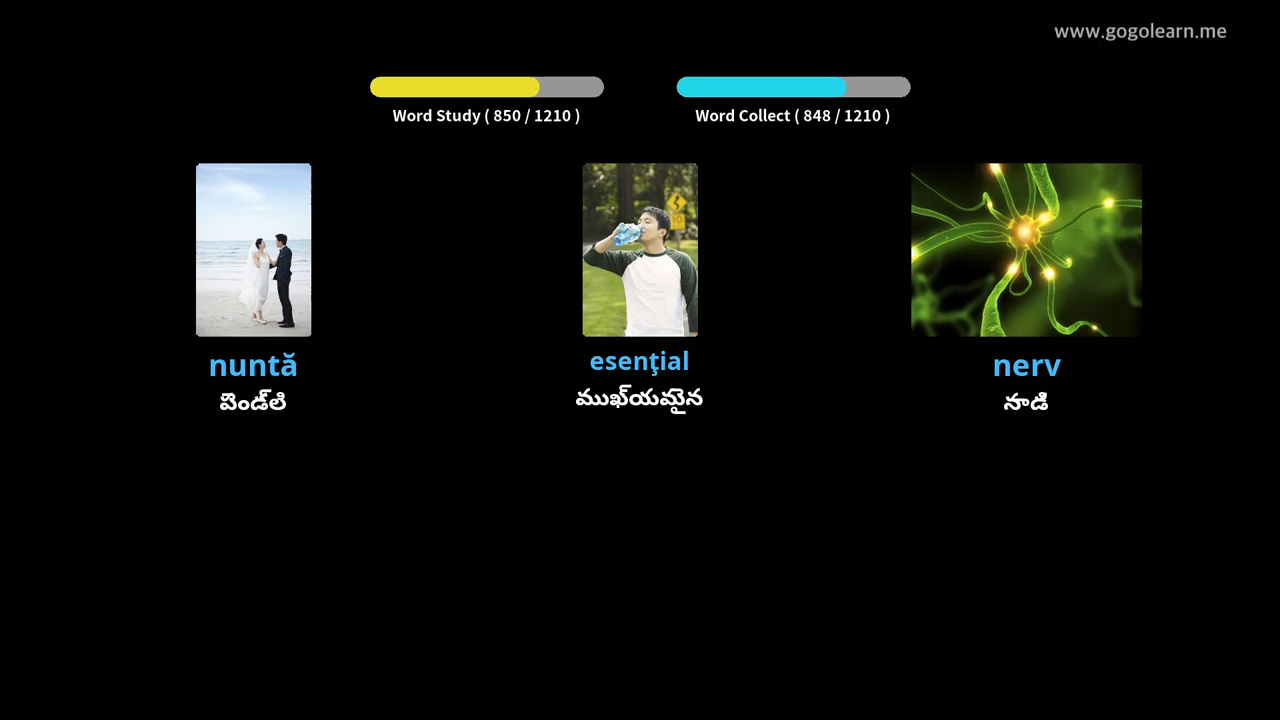 www.gogolearn.me
Word Study ( 850 / 1210 )
Word Collect ( 848 / 1210 )
nuntă
పెండ్లి
esenţial
ముఖ్యమైన
nerv
నాడి